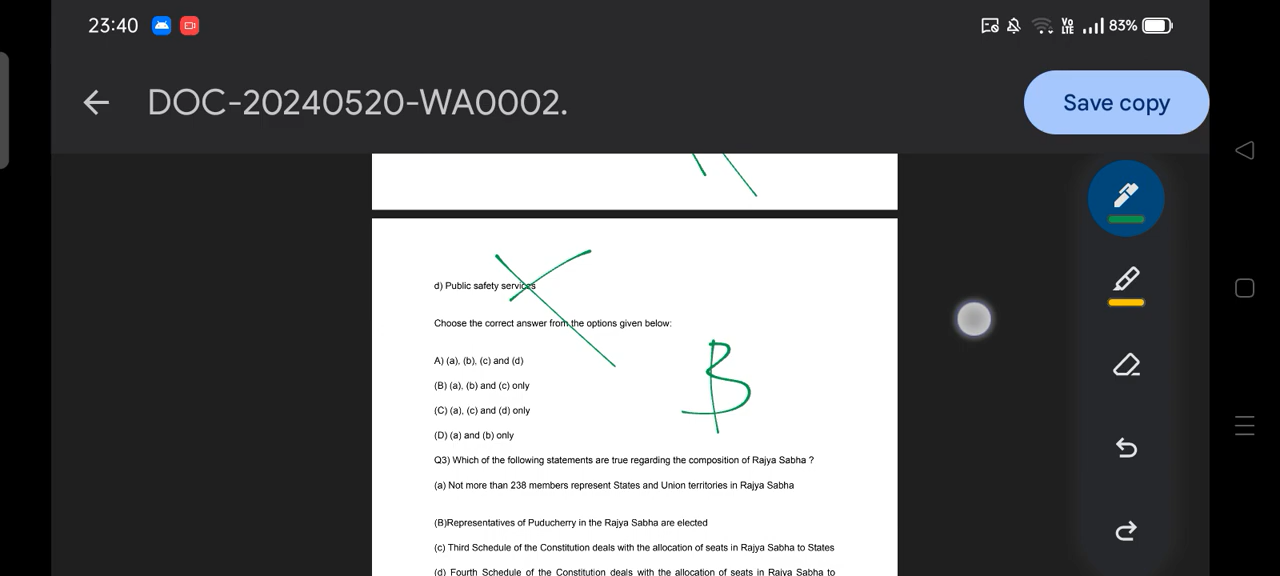 23:40
Vo LTE 83%
DOC-20240520-WA0002.
Save copy
d) Public safety services
Choose the correct answer from the options given below:
A) (a), (b), (c) and (d)
(B) (a), (b) and (c) only
B
(C) (a), (c) and (d) only
(D) (a) and (b) only
Q3) Which of the following statements are true regarding the composition of Rajya Sabha ?
(a) Not more than 238 members represent States and Union territories in Rajya Sabha
(B)Representatives of Puducherry in the Rajya Sabha are elected
(c) Third Schedule of the Constitution deals with the allocation of seats in Rajya Sabha to States
(d) Fourth Schedule of the Constitution deals with the allocation of seats in Rajya Sabha to